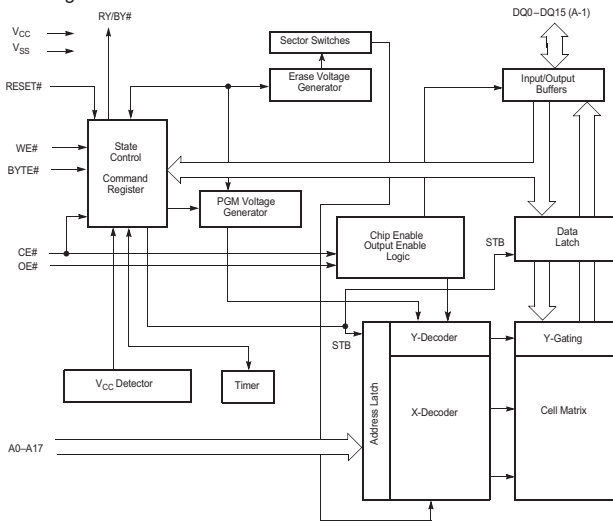 RY/BY#
DQ0–DQ15 (A-1)
VCC
VSS
Sector Switches
Erase Voltage
Generator
Input/Output
Buffers
RESET#
State
Control
Command
Register
WE#
BYTE#
PGM Voltage
Generator
Chip Enable
Output Enable
Logic
Data
Latch
STB
CE#
OE#
STB
Y-Decoder
Y-Gating
VCC Detector
Timer
Address Latch
X-Decoder
Cell Matrix
A0–A17